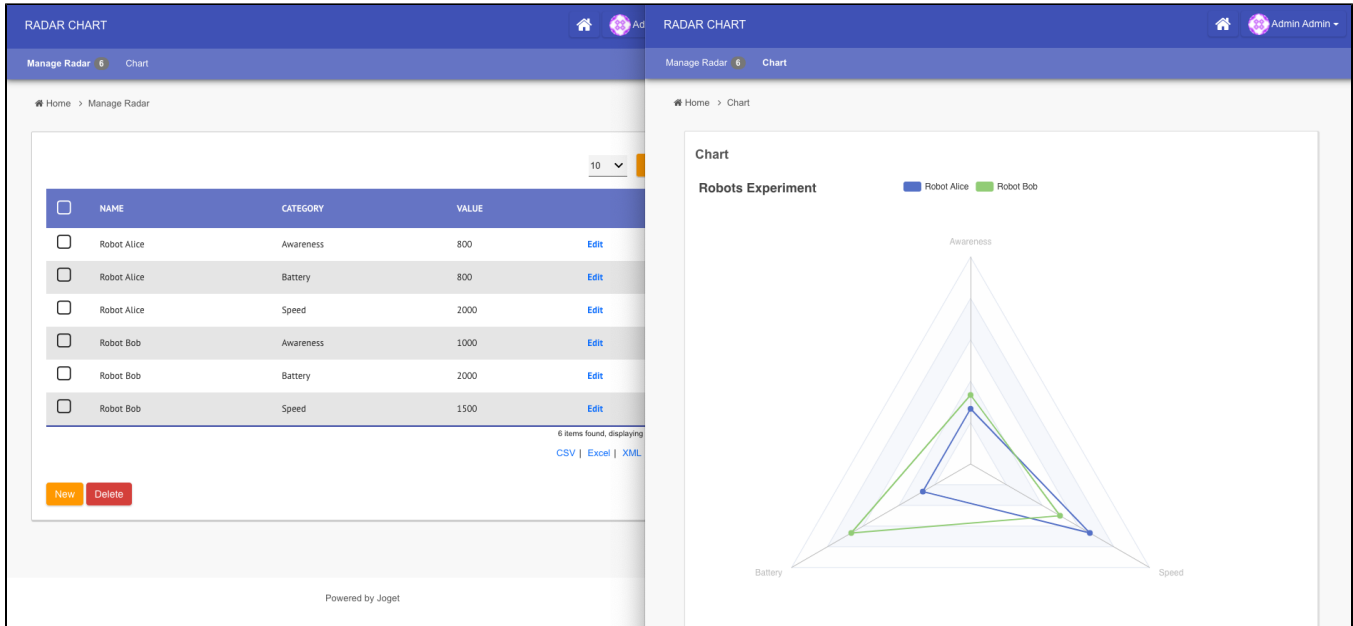 RADAR CHART
Ad
Manage Radar 6 Chart
Home > Manage Radar
10
NAME CATEGORY VALUE
Robot Alice Awareness 800 Edit
Robot Alice Battery 800 Edit
Robot Alice Speed 2000 Edit
Robot Bob Awareness 1000 Edit
Robot Bob Battery 2000 Edit
Robot Bob Speed 1500 Edit
6 items found, displaying
CSV | Excel | XML
New Delete
Powered by Joget
RADAR CHART
Admin Admin
Manage Radar 6 Chart
Home > Chart
Chart
Robots Experiment
Robot Alice Robot Bob
Awareness
Battery
Speed